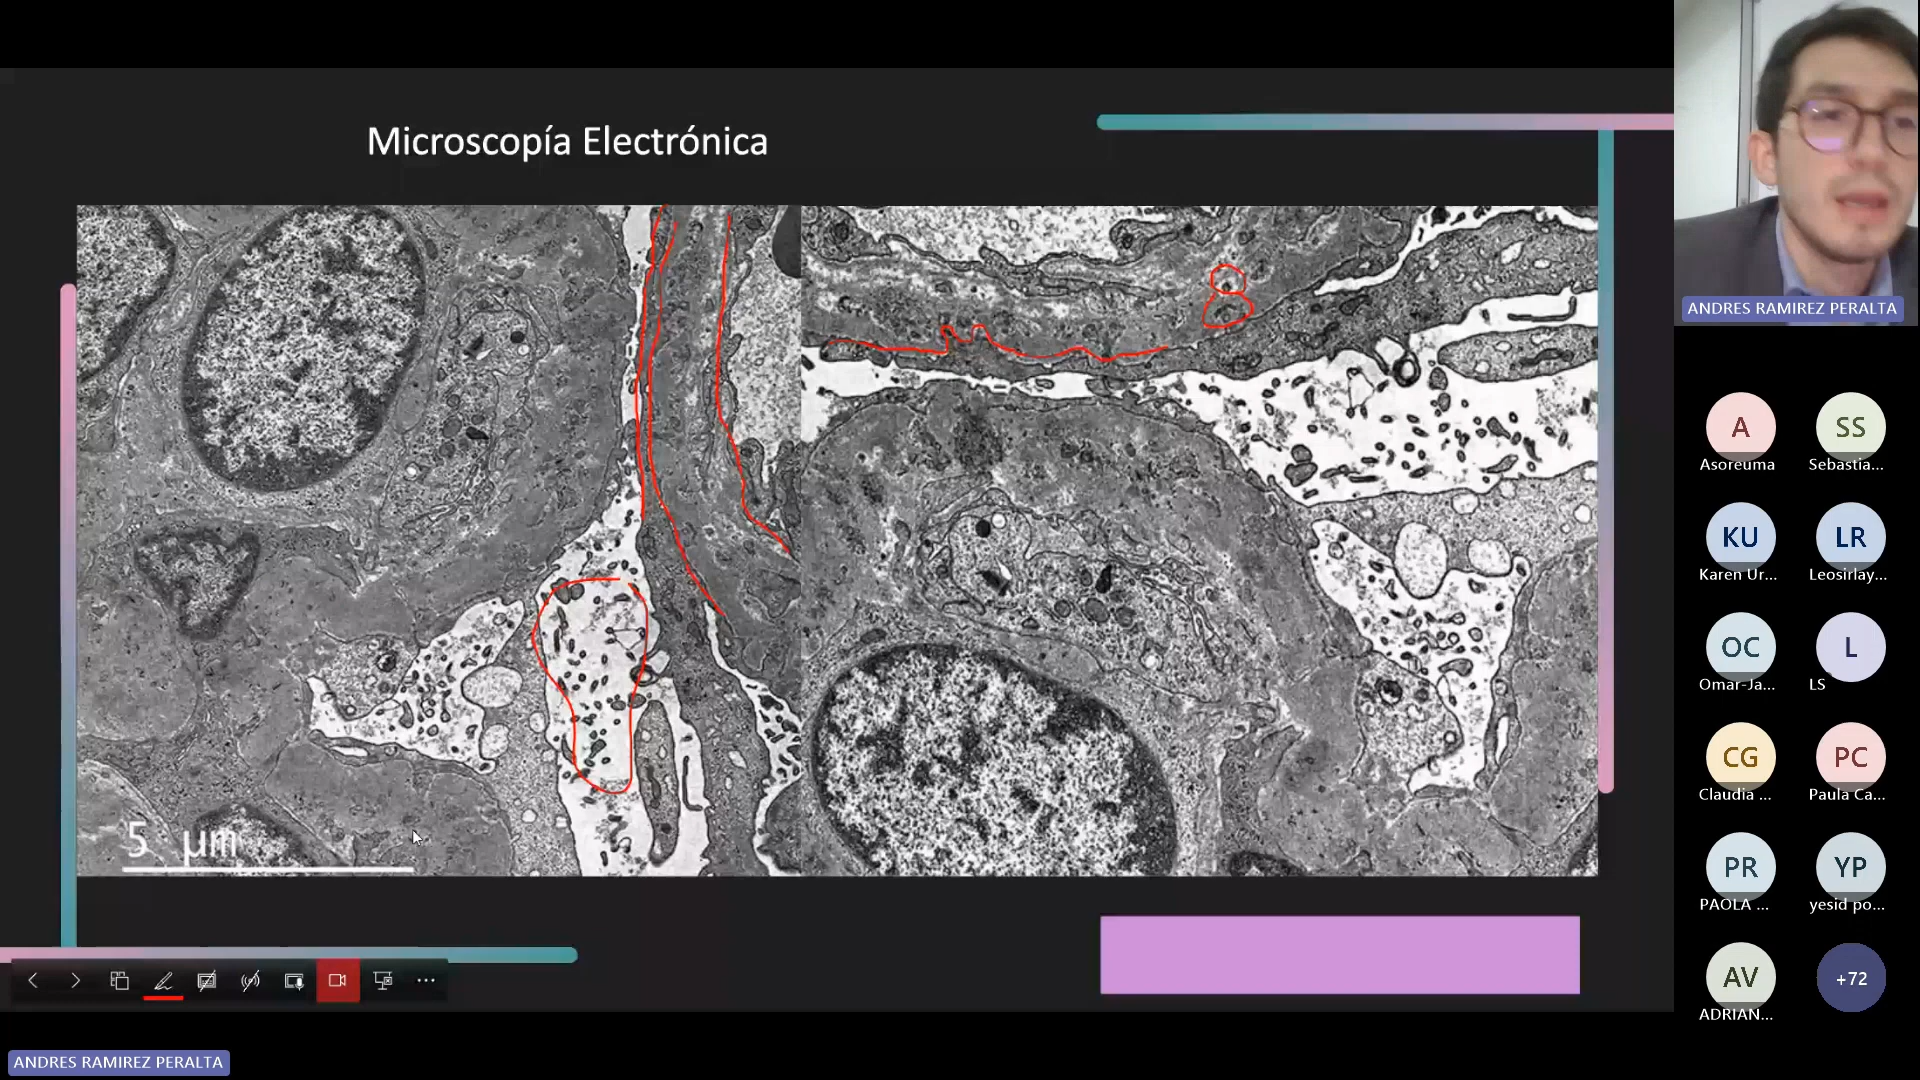 Microscopía Electrónica
5 µm
ANDRES RAMIREZ PERALTA
A
SS
Asoreuma
Sebastia...
KU
LR
Karen Ur...
Leosirlay...
OC
L
Omar-Ja...
LS
CG
PC
Claudia ...
Paula Ca...
PR
YP
PAOLA ...
yesid po...
AV
+72
ADRIAN...
ANDRES RAMIREZ PERALTA